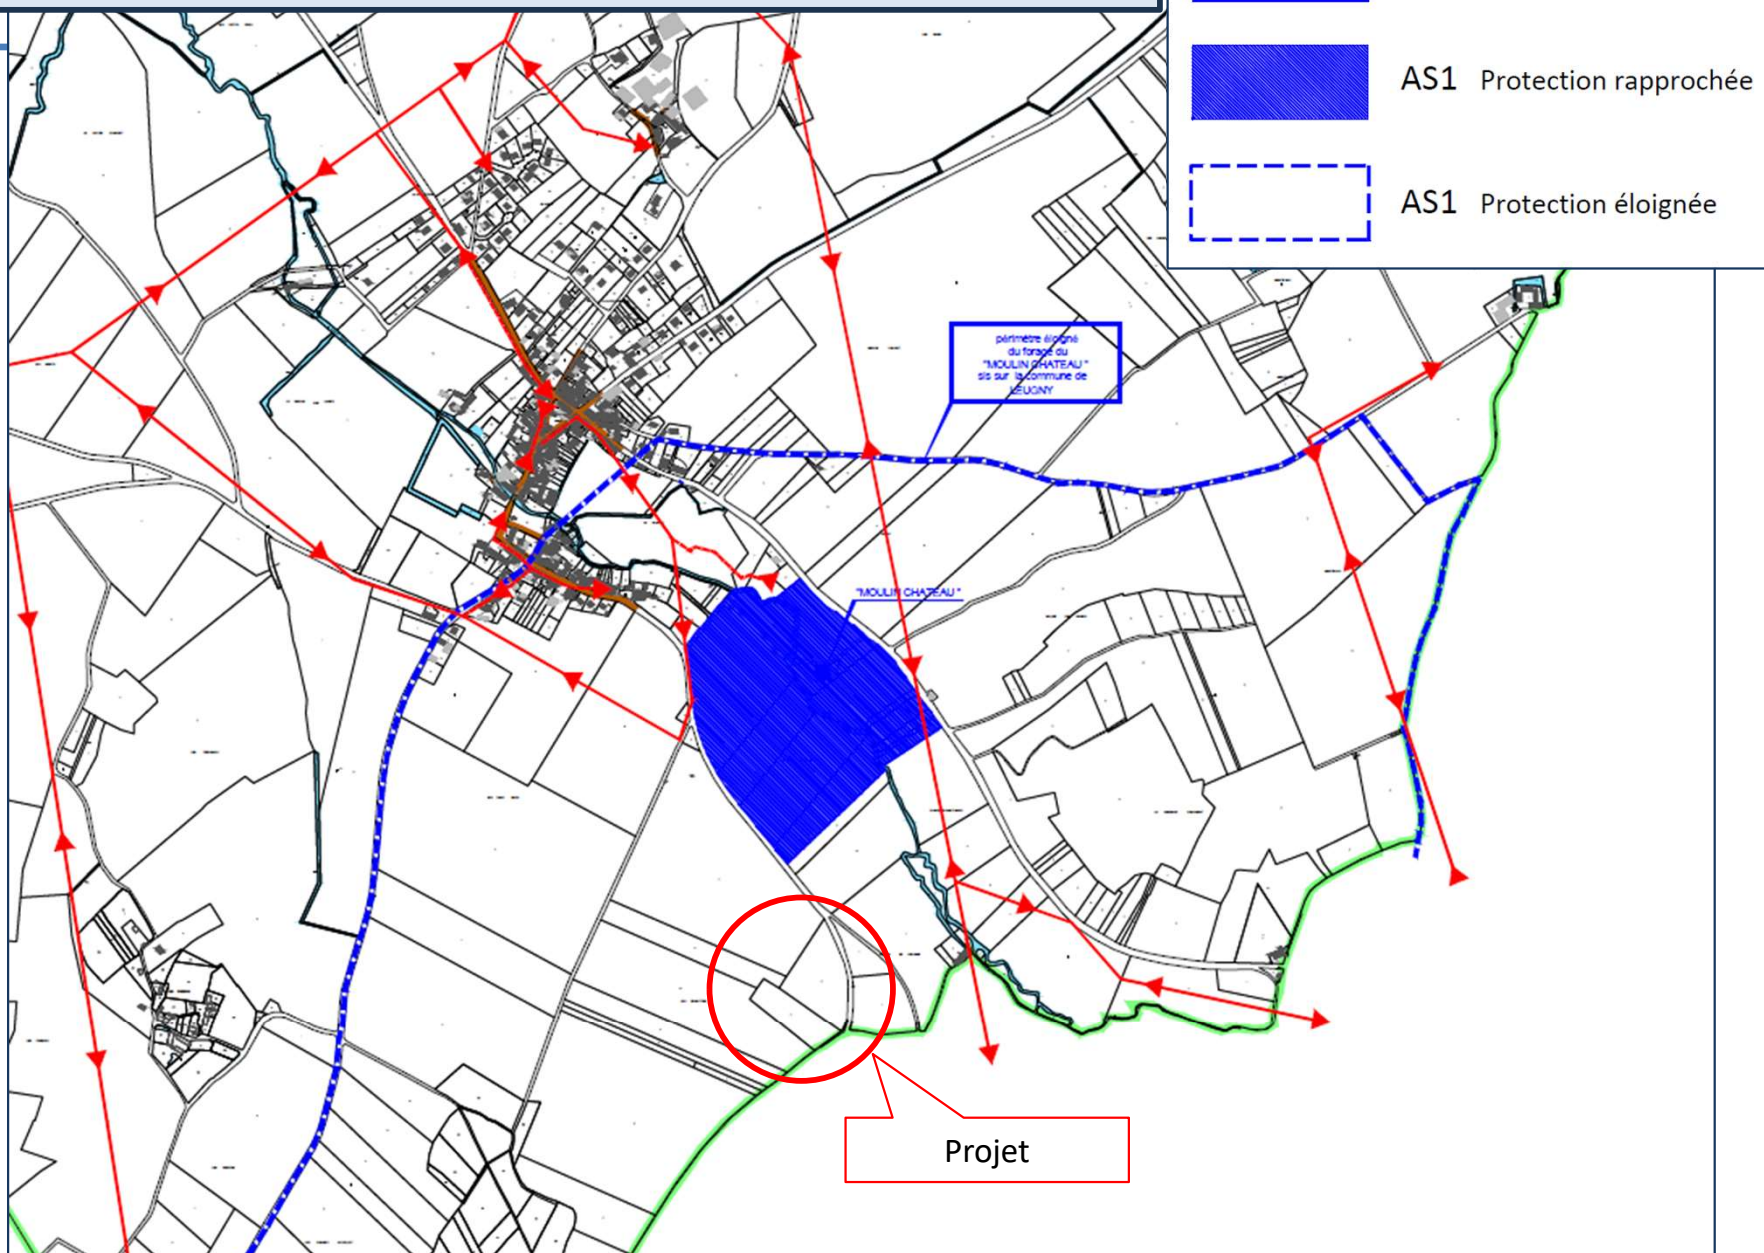 AS1 Protection rapprochée
AS1 Protection éloignée
périmètre éloigné
du forage du
"MOULIN CHATEAU"
sis sur la commune de
LEUGNY
"MOULIN CHATEAU"
Projet